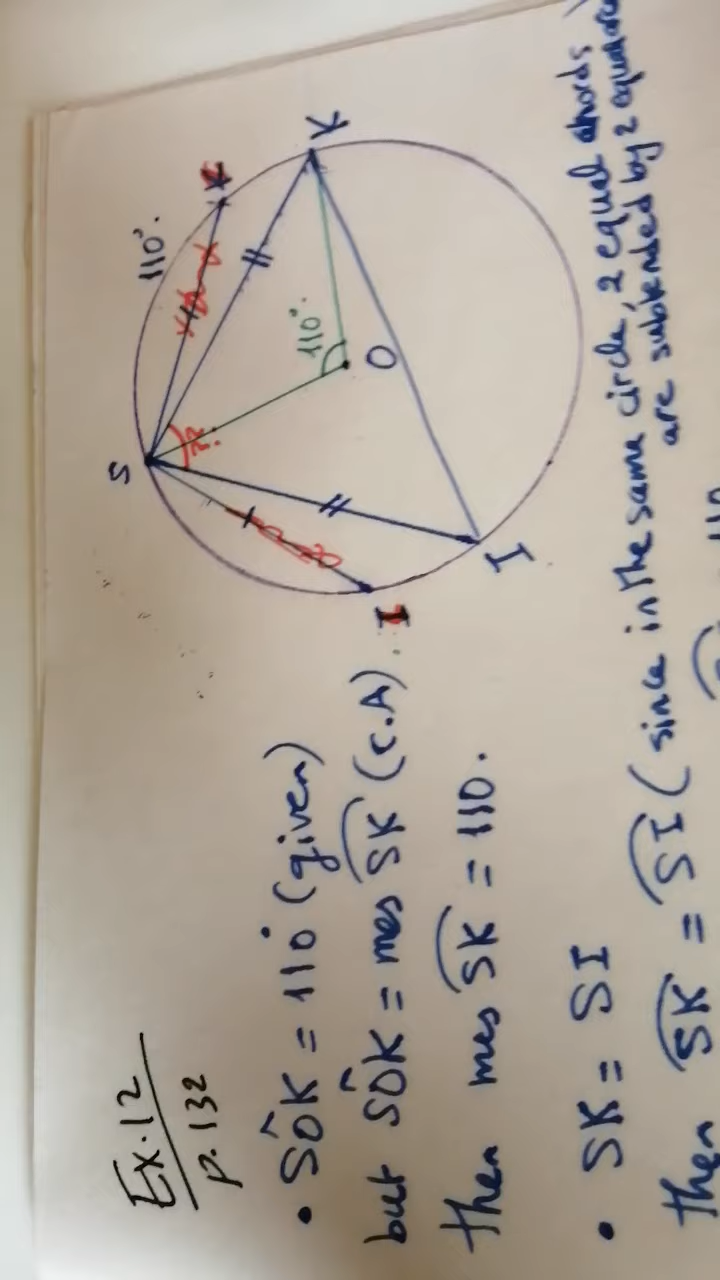 Ex.12
p.132
• SÔK = 110° (given)
but SÔK = mes SK (C.A)
then mes SK = 110.
• SK = SI
then SK = SI (since in the same circle, 2 equal chords
are subtended by 2 equal arcs
S
110°.
K
110°.
O
I
I
?